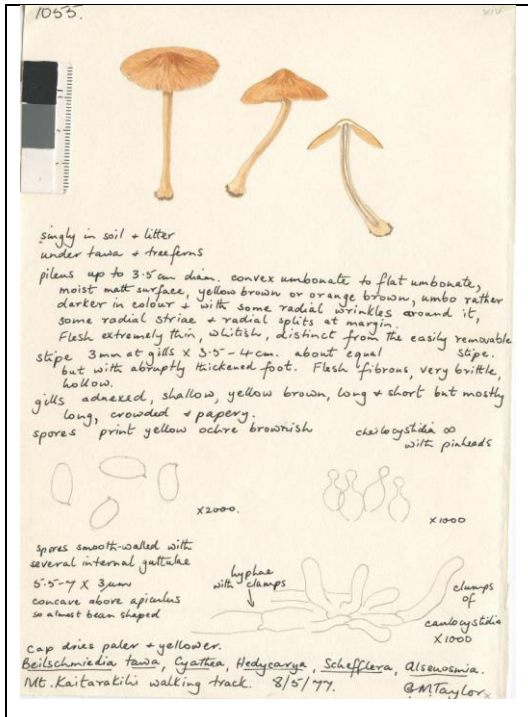 1055.
XIV
singly in soil + litter
under tawa + treeferns
pileus up to 3.5cm diam. convex umbonate to flat umbonate,
moist matt surface, yellow brown or orange brown, umbo rather
darker in colour + with some radial wrinkles around it,
some radial striae + radial splits at margin.
Flesh extremely thin, whitish, distinct from the easily removable
stipe.
stipe 3mm at gills x 3.5-4cm. about equal
but with abruptly thickened foot. Flesh fibrous, very brittle,
hollow.
gills adnexed, shallow, yellow brown, long & short but mostly
long, crowded & papery.
spores print yellow ochre brownish
cheilocystidia ∞
with pinheads
x2000.
x1000
spores smooth-walled with
several internal guttulae
5.5-7 x 3µm
concave above apiculus
so almost bean shaped
hyphae
with clamps
clumps
of
caulocystidia
x1000
cap dries paler + yellower.
Beilschmiedia tawa, Cyathea, Hedycarya, Schefflera, Alseuosmia.
Mt. Kaitarakihi walking track. 8/5/77.
GMTaylor